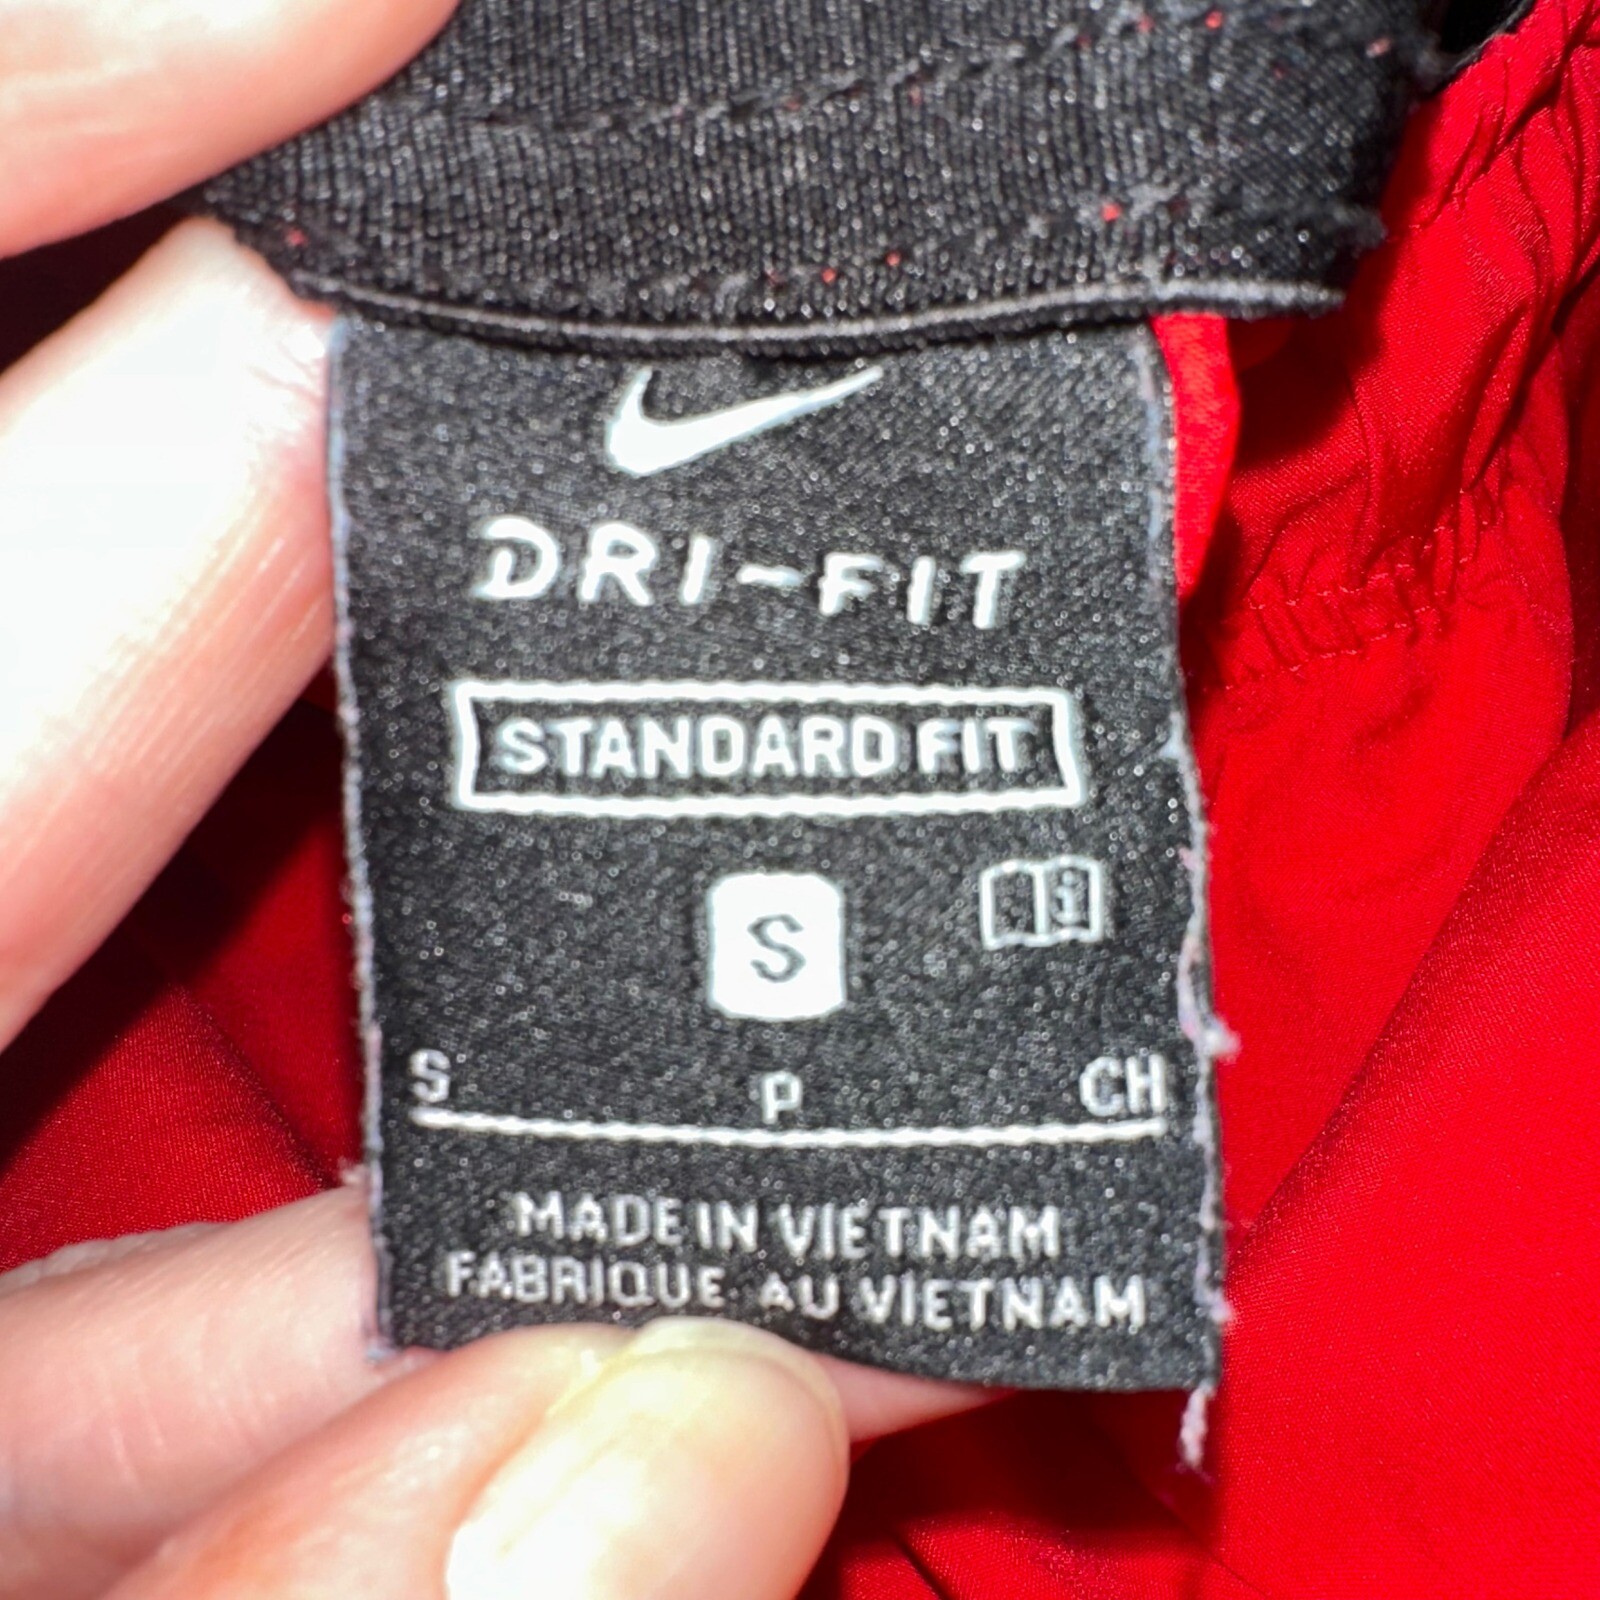 DRI-FIT
STANDARD FIT
S
S P CH
MADE IN VIETNAM
FABRIQUE AU VIETNAM